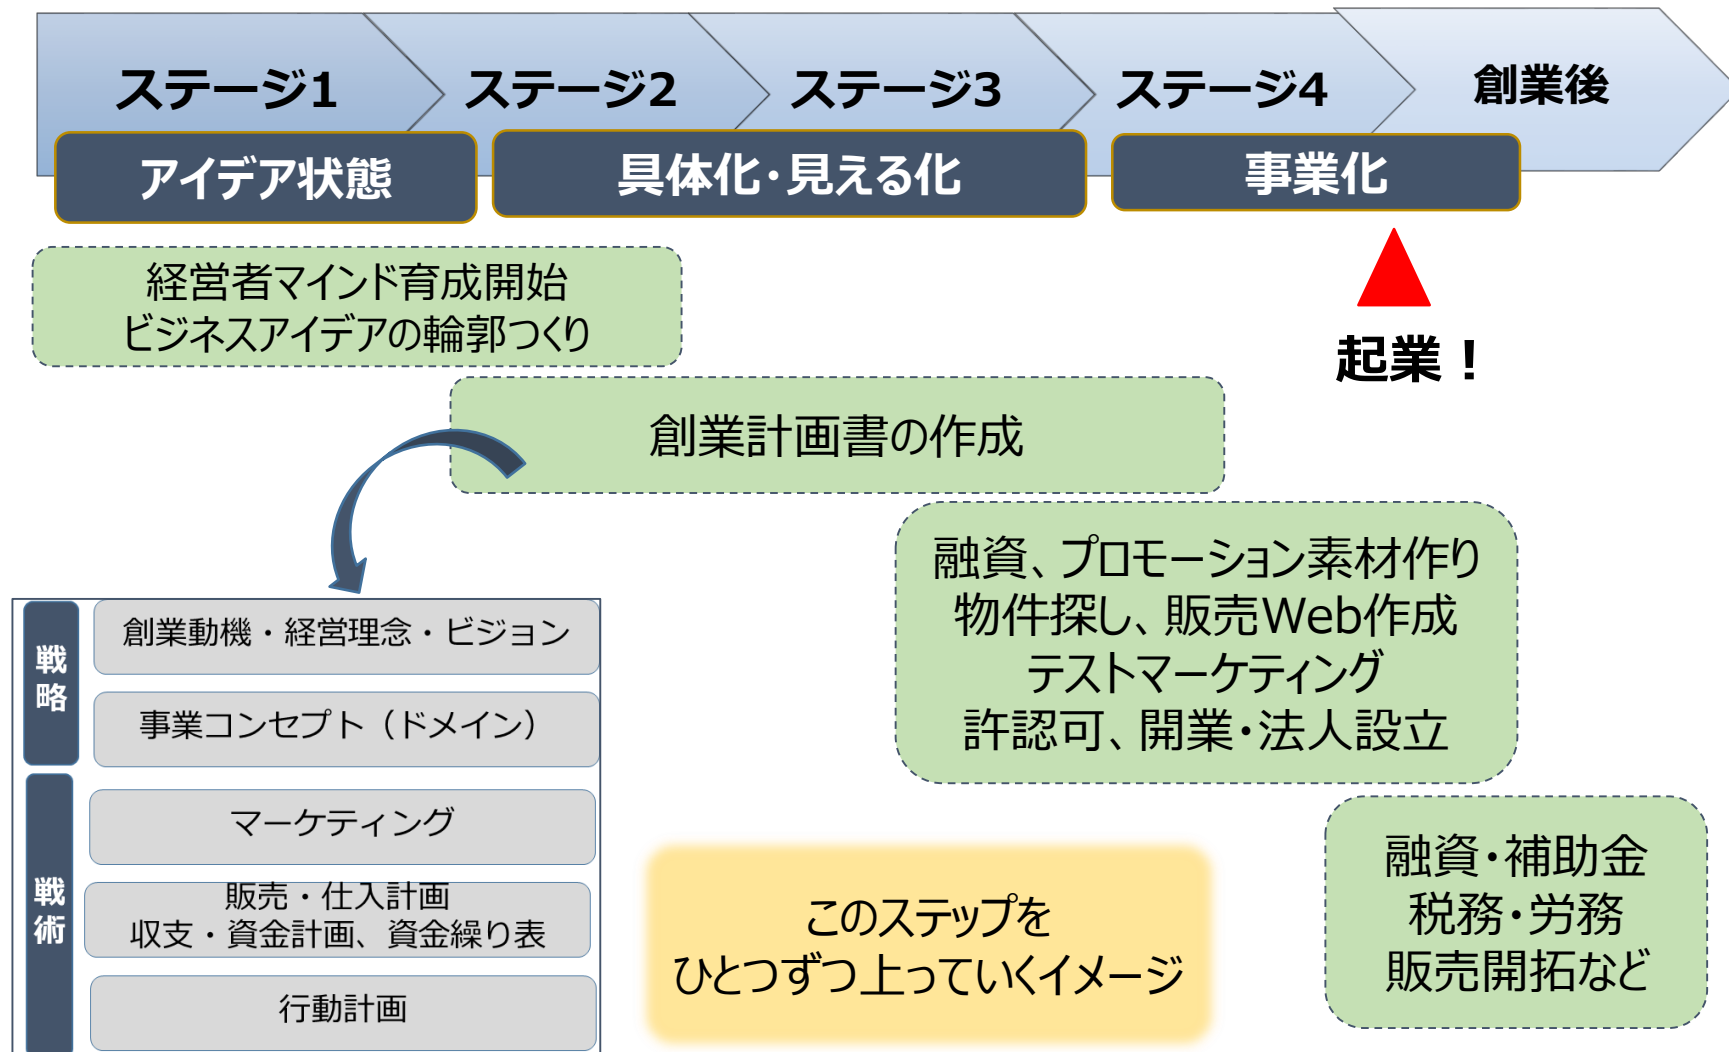 ステージ1
ステージ2
ステージ3
ステージ4
創業後
アイデア状態
具体化・見える化
事業化
経営者マインド育成開始
ビジネスアイデアの輪郭つくり
起業！
創業計画書の作成
融資、プロモーション素材作り
物件探し、販売Web作成
テストマーケティング
許認可、開業・法人設立
戦略
創業動機・経営理念・ビジョン
事業コンセプト（ドメイン）
戦術
マーケティング
販売・仕入計画
収支・資金計画、資金繰り表
行動計画
このステップを
ひとつずつ上っていくイメージ
融資・補助金
税務・労務
販売開拓など